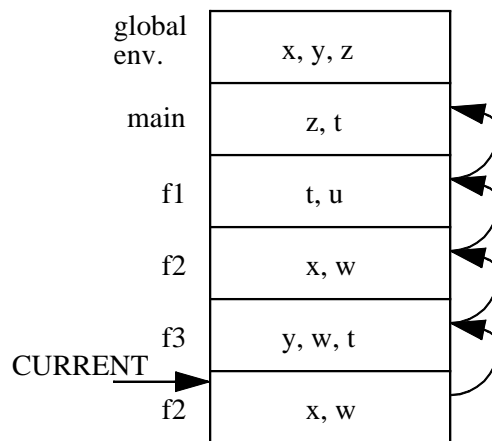 global
env.
x, y, z
main
z, t
f1
t, u
f2
x, w
f3
y, w, t
CURRENT
f2
x, w